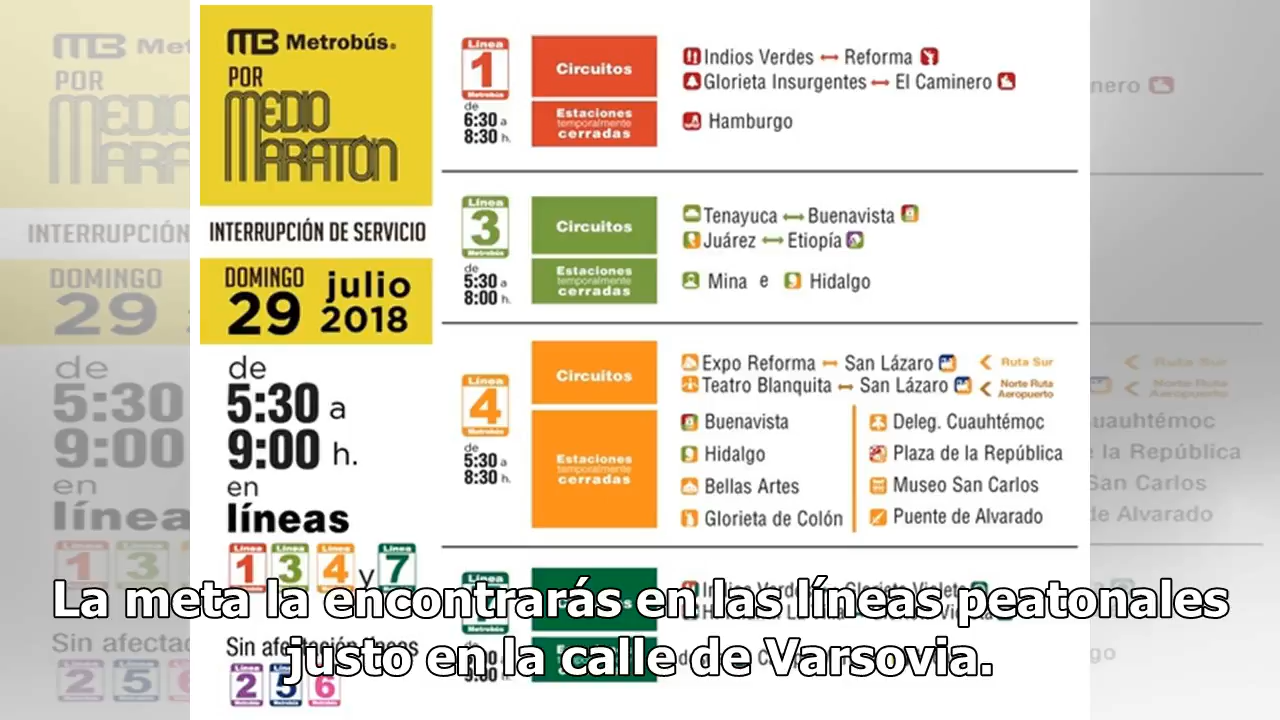 Metrobús®
POR
MEDIO
MARATÓN
INTERRUPCIÓN DE SERVICIO
DOMINGO
29 julio
2018
de
5:30 a
9:00 h.
en
líneas
Línea 1 Línea 3 Línea 4 y Línea 7
Sin afectación líneas
2 5 6
Línea
1
Metrobús
de
6:30 a
8:30 h.
Circuitos
Indios Verdes ↔ Reforma
Glorieta Insurgentes ↔ El Caminero
Estaciones
temporalmente
cerradas
Hamburgo
Línea
3
Metrobús
de
5:30 a
8:00 h.
Circuitos
Tenayuca ↔ Buenavista
Juárez ↔ Etiopía
Estaciones
temporalmente
cerradas
Mina e Hidalgo
Línea
4
Metrobús
de
5:30 a
8:30 h.
Circuitos
Expo Reforma ↔ San Lázaro < Ruta Sur
Teatro Blanquita ↔ San Lázaro < Norte Ruta
Aeropuerto
Estaciones
temporalmente
cerradas
Buenavista
Hidalgo
Bellas Artes
Glorieta de Colón
Deleg. Cuauhtémoc
Plaza de la República
Museo San Carlos
Puente de Alvarado
Línea
La meta la encontrarás en las líneas peatonales
justo en la calle de Varsovia.